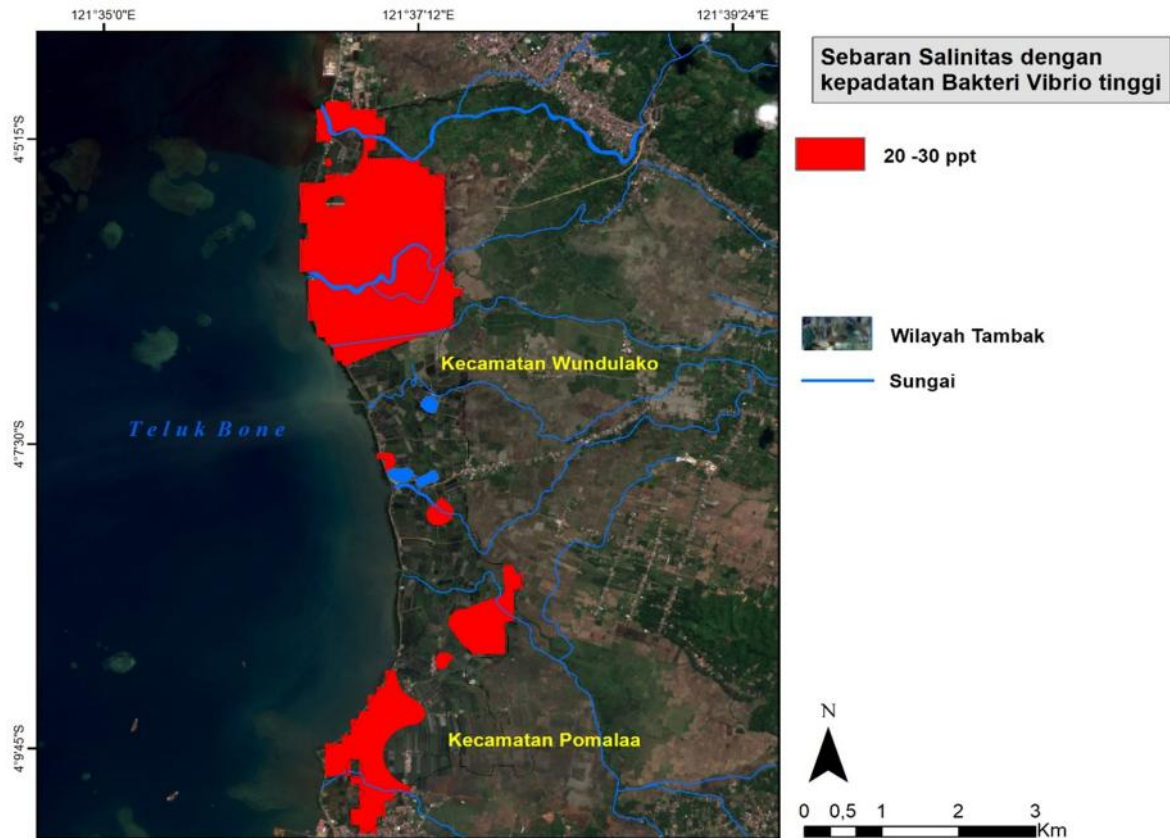 121°35'0"E
121°37'12"E
121°39'24"E
4°5'15"S
4°7'30"S
4°9'45"S
Teluk Bone
Kecamatan Wundulako
Kecamatan Pomalaa
Sebaran Salinitas dengan
kepadatan Bakteri Vibrio tinggi
20 -30 ppt
Wilayah Tambak
Sungai
N
0 0,5 1 2 3
Km